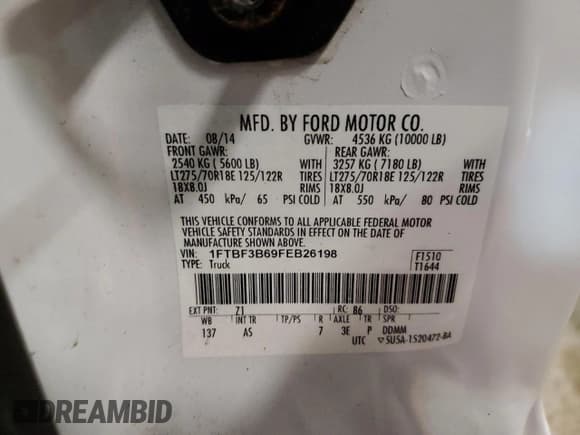 MFD. BY FORD MOTOR CO.
DATE: 08/14 GVWR: 4536 KG (10000 LB)
FRONT GAWR: REAR GAWR:
2540 KG (5600 LB) WITH 3257 KG (7180 LB) WITH
LT275/70R18E 125/122R TIRES LT275/70R18E 125/122R TIRES
18X8.0J RIMS 18X8.0J RIMS
AT 450 kPa/ 65 PSI COLD AT 550 kPa/ 80 PSI COLD
THIS VEHICLE CONFORMS TO ALL APPLICABLE FEDERAL MOTOR
VEHICLE SAFETY STANDARDS IN EFFECT ON THE DATE OF
MANUFACTURE SHOWN ABOVE.
VIN: 1FTBF3B69FEB26198 F1510
TYPE: Truck T1644
EXT PNT: Z1 RC: 86 DSO:
WB INT TR TP/PS R AXLE TR SPR
137 AS 7 3E P DDMM
UTC ▽5U5A-1520472-BA
DREAMBID